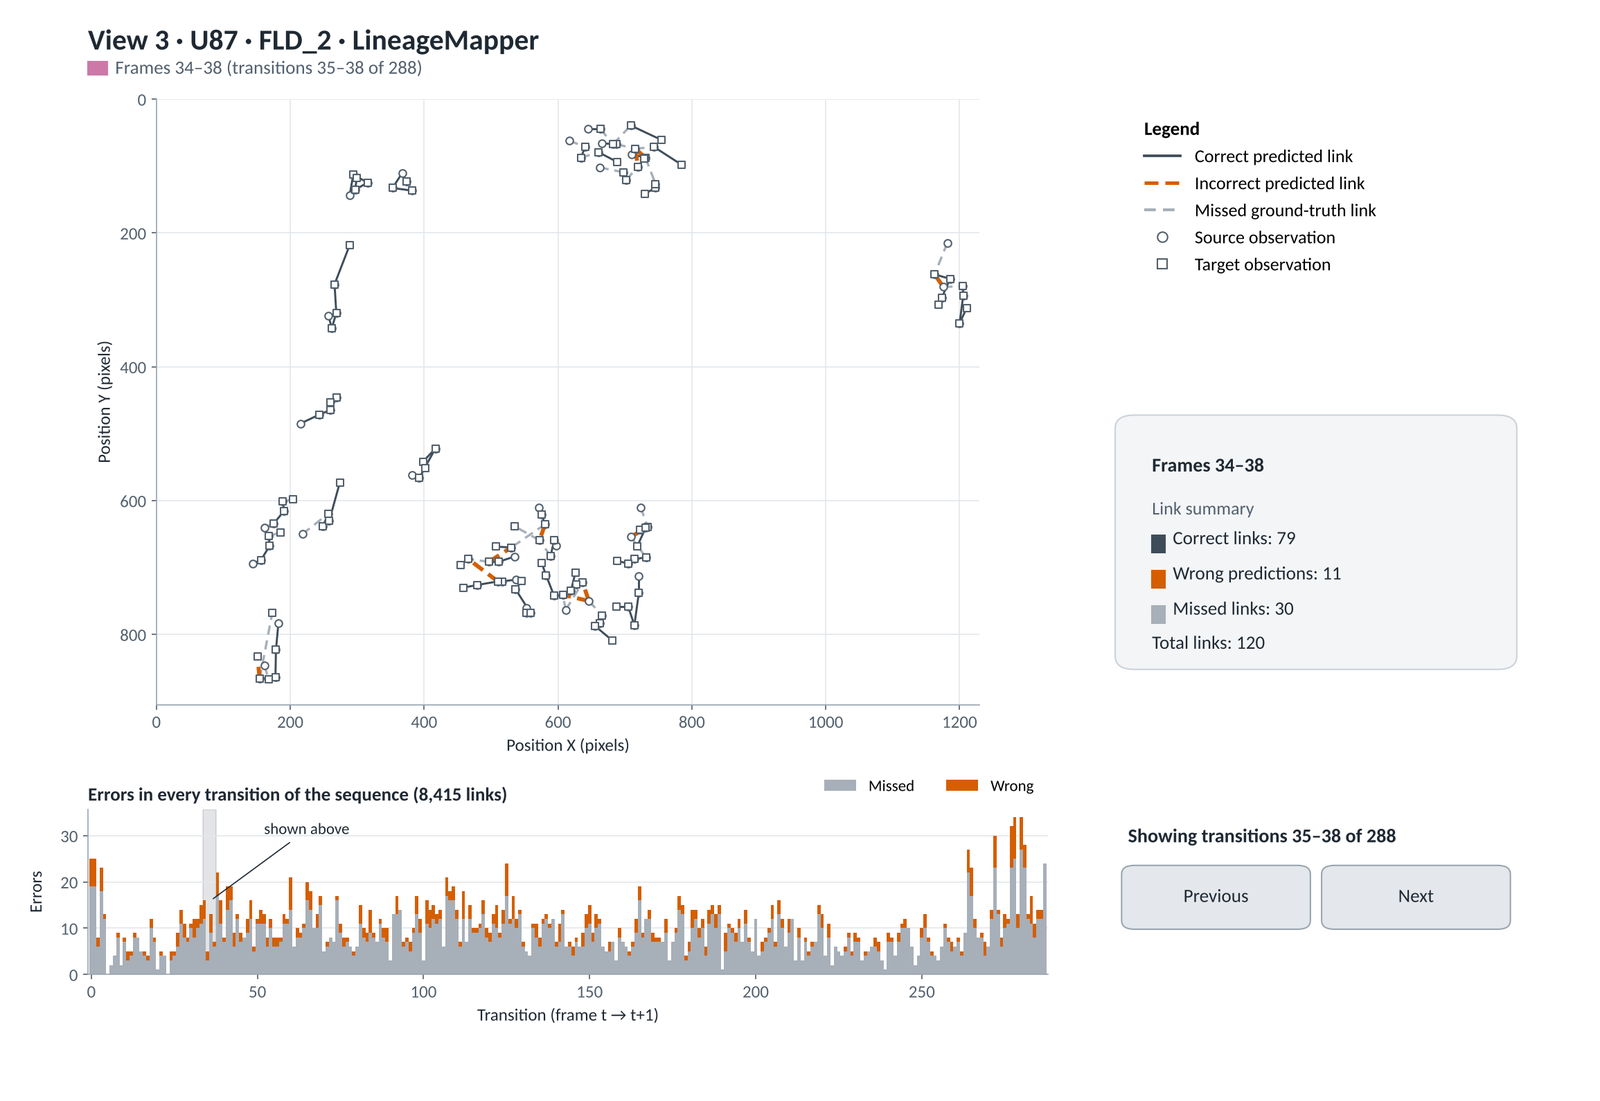 View 3 · U87 · FLD_2 · LineageMapper
Frames 34–38 (transitions 35–38 of 288)
0
200
400
600
800
Position Y (pixels)
0 200 400 600 800 1000 1200
Position X (pixels)
Legend
Correct predicted link
Incorrect predicted link
Missed ground-truth link
Source observation
Target observation
Frames 34–38
Link summary
Correct links: 79
Wrong predictions: 11
Missed links: 30
Total links: 120
Errors in every transition of the sequence (8,415 links)
Missed Wrong
shown above
30
20
10
0
Errors
0 50 100 150 200 250
Transition (frame t → t+1)
Showing transitions 35–38 of 288
Previous Next